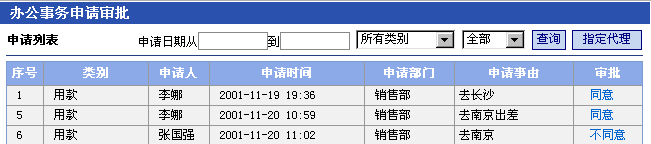 办公事务申请审批
申请列表 申请日期从 到 所有类别 全部 查询 指定代理
序号 类别 申请人 申请时间 申请部门 申请事由 审批
1 用款 李娜 2001-11-19 19:36 销售部 去长沙 同意
5 用款 李娜 2001-11-20 10:59 销售部 去南京出差 同意
6 用款 张国强 2001-11-20 11:02 销售部 去南京 不同意